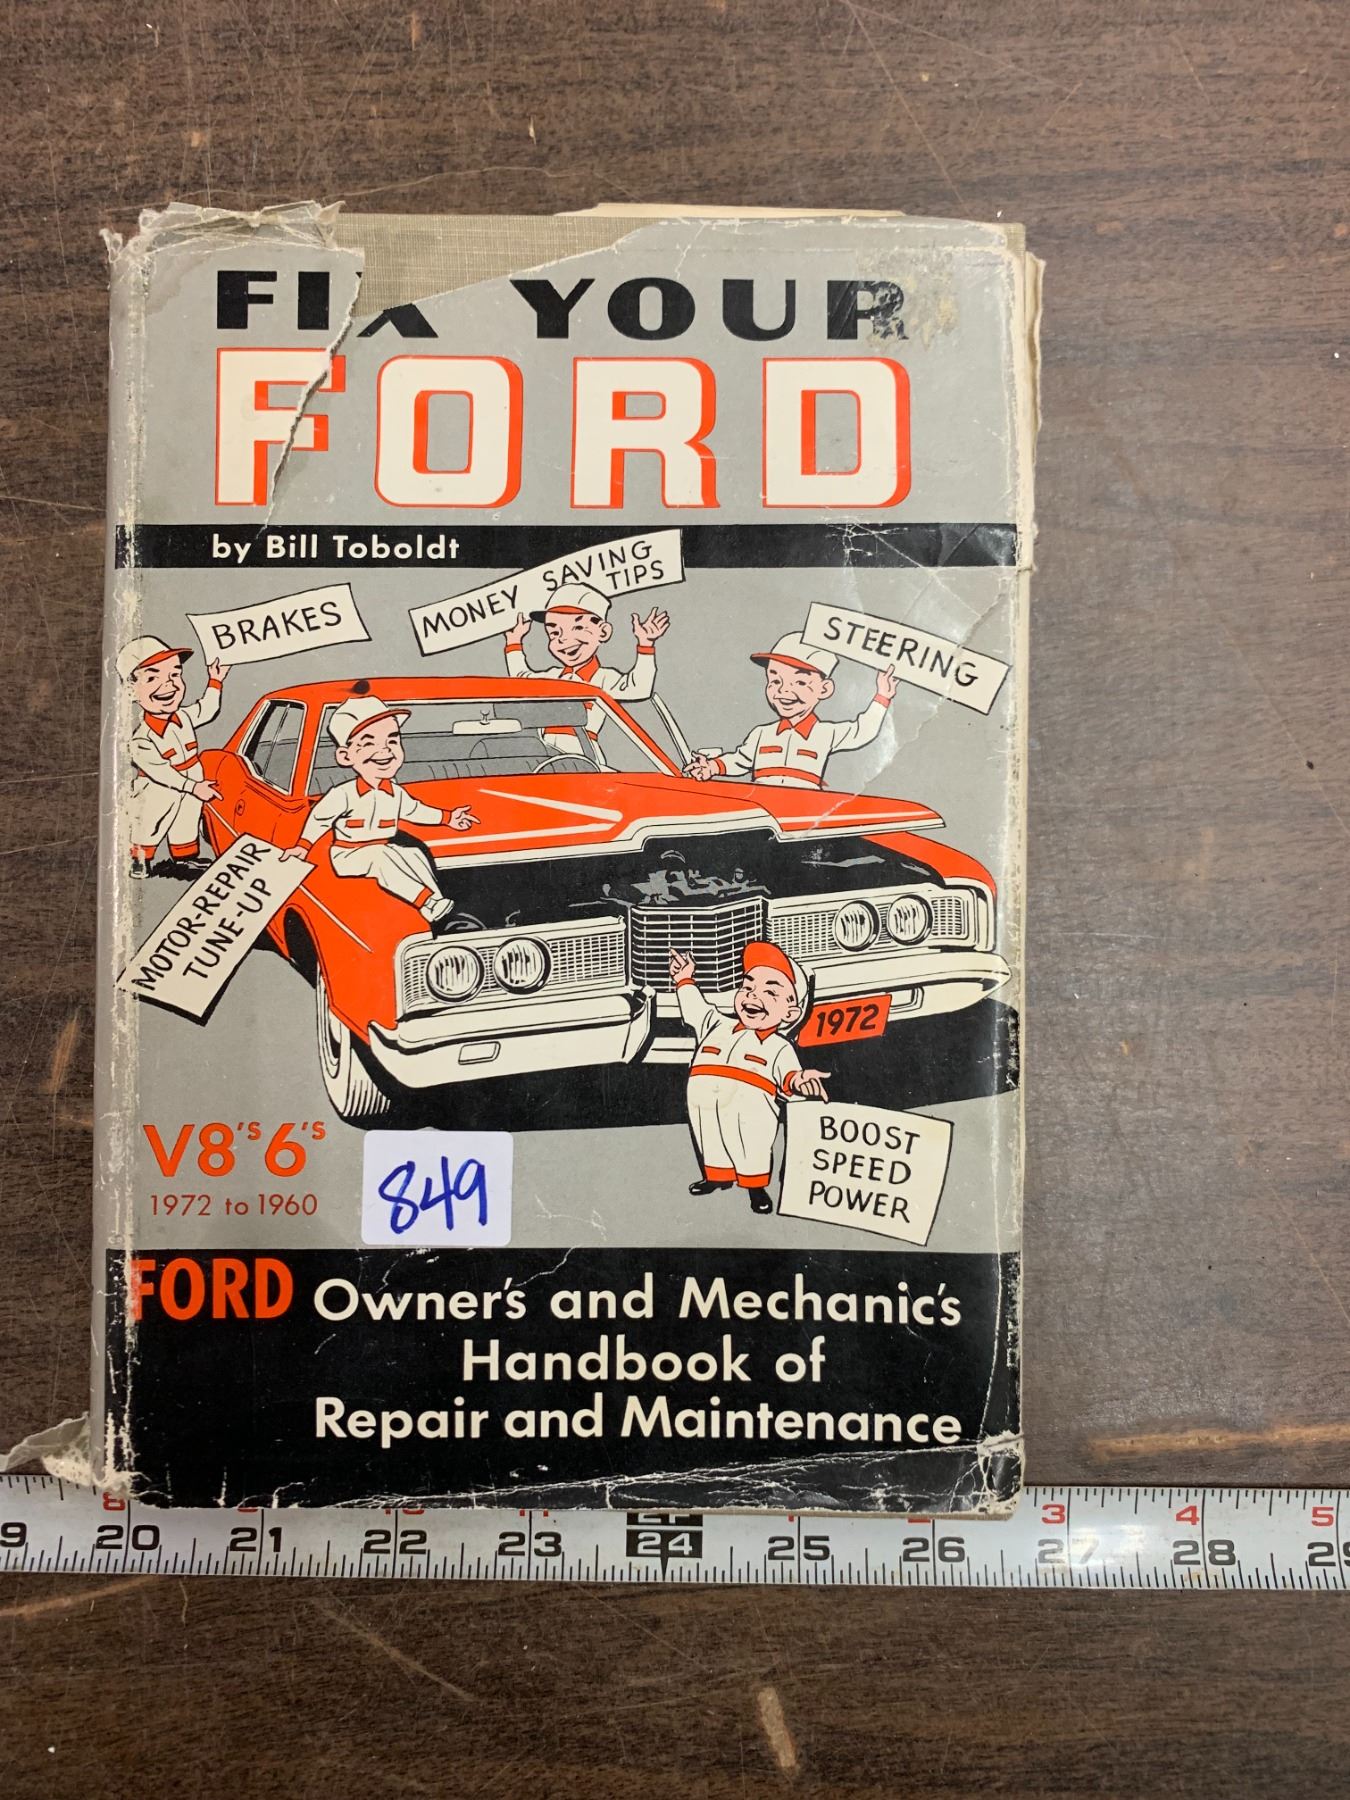 FIX YOUR
FORD
by Bill Toboldt
BRAKES
MONEY SAVING TIPS
STEERING
MOTOR-REPAIR
TUNE-UP
1972
BOOST
SPEED
POWER
V8's 6's
1972 to 1960
849
FORD Owner's and Mechanic's
Handbook of
Repair and Maintenance
8 3 4 5
20 21 22 23 24 25 26 27 28